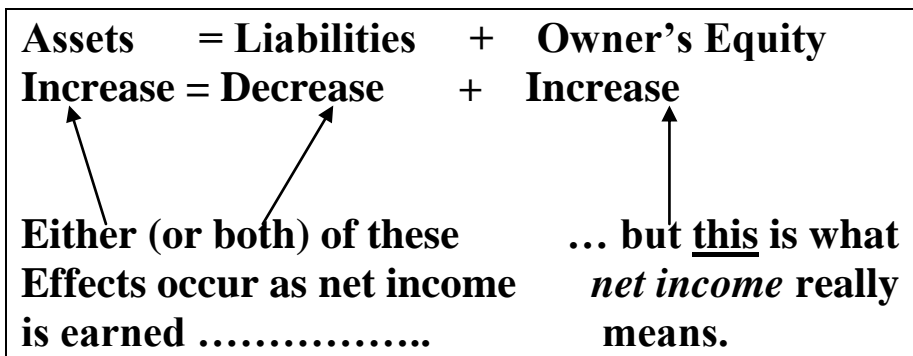 Assets = Liabilities + Owner’s Equity
Increase = Decrease + Increase
Either (or both) of these … but this is what
Effects occur as net income net income really
is earned ……………….. means.